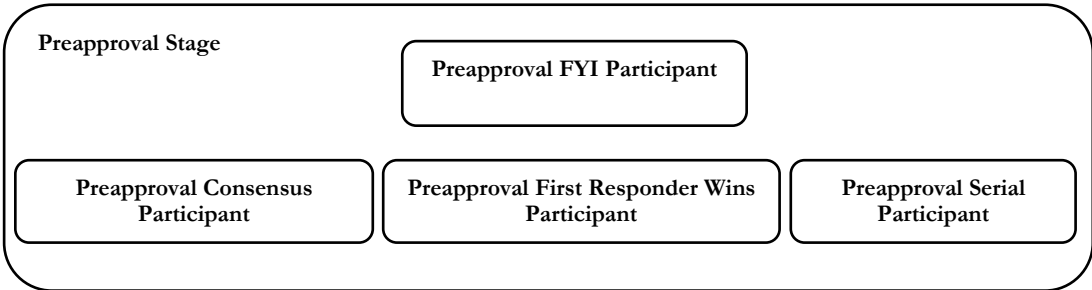 Preapproval Stage
Preapproval FYI Participant
Preapproval Consensus
Participant
Preapproval First Responder Wins
Participant
Preapproval Serial
Participant